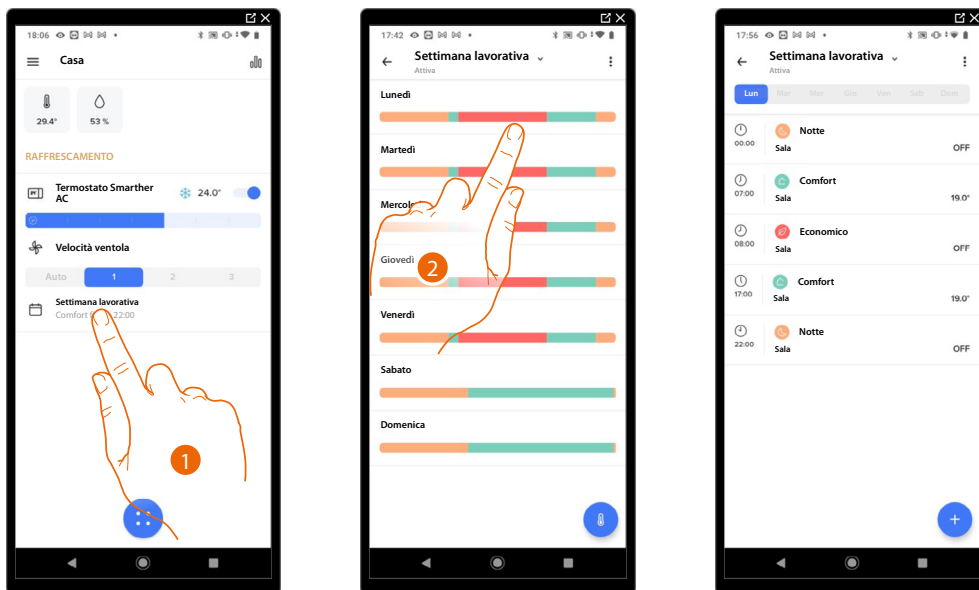 18:06
Casa
29.4°
53 %
RAFFRESCAMENTO
Termostato Smarther
AC
24.0°
Velocità ventola
Auto 1 2 3
Settimana lavorativa
Comfort 22:00
1
17:42
Settimana lavorativa
Attiva
Lunedì
Martedì
Mercole
Giovedì
2
Venerdì
Sabato
Domenica
17:56
Settimana lavorativa
Attiva
Lun Mar Mer Gio Ven Sab Dom
00:00
Notte
Sala OFF
07:00
Comfort
Sala 19.0°
08:00
Economico
Sala OFF
17:00
Comfort
Sala 19.0°
22:00
Notte
Sala OFF